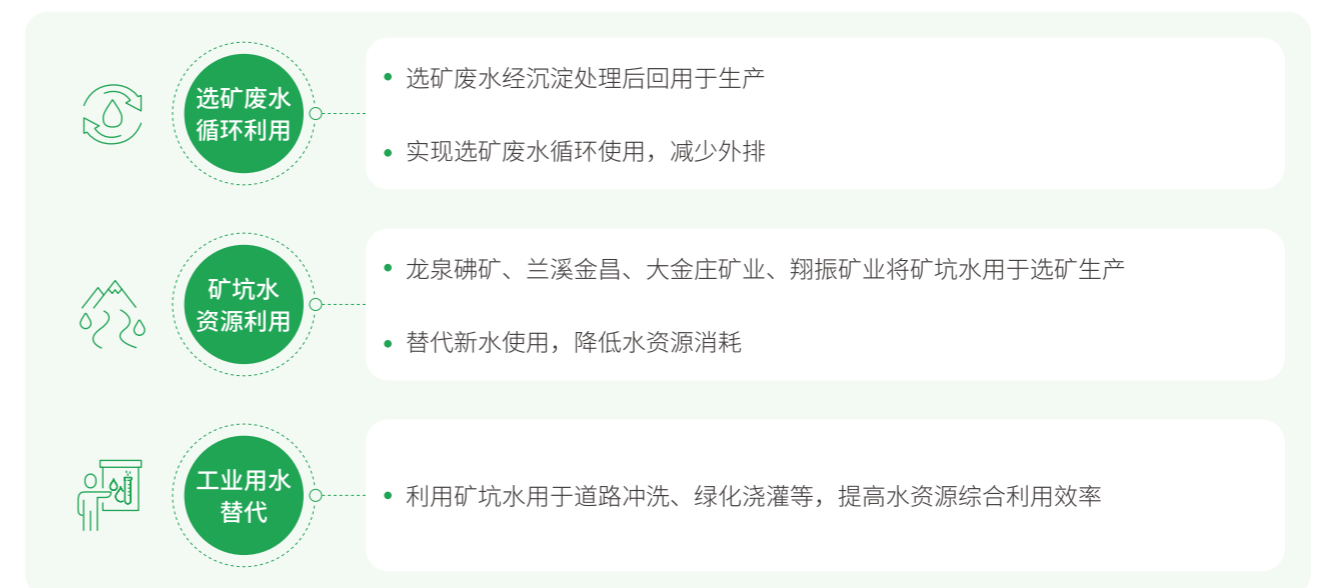 选矿废水
循环利用
选矿废水经沉淀处理后回用于生产
实现选矿废水循环使用，减少外排
矿坑水
资源利用
龙泉砩矿、兰溪金昌、大金庄矿业、翔振矿业将矿坑水用于选矿生产
替代新水使用，降低水资源消耗
工业用水
替代
利用矿坑水用于道路冲洗、绿化浇灌等，提高水资源综合利用效率